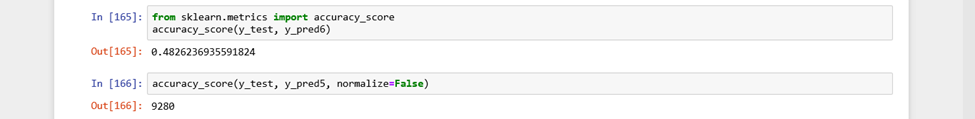 In [165]: from sklearn.metrics import accuracy_score
accuracy_score(y_test, y_pred6)
Out[165]: 0.4826236935591824
In [166]: accuracy_score(y_test, y_pred5, normalize=False)
Out[166]: 9280